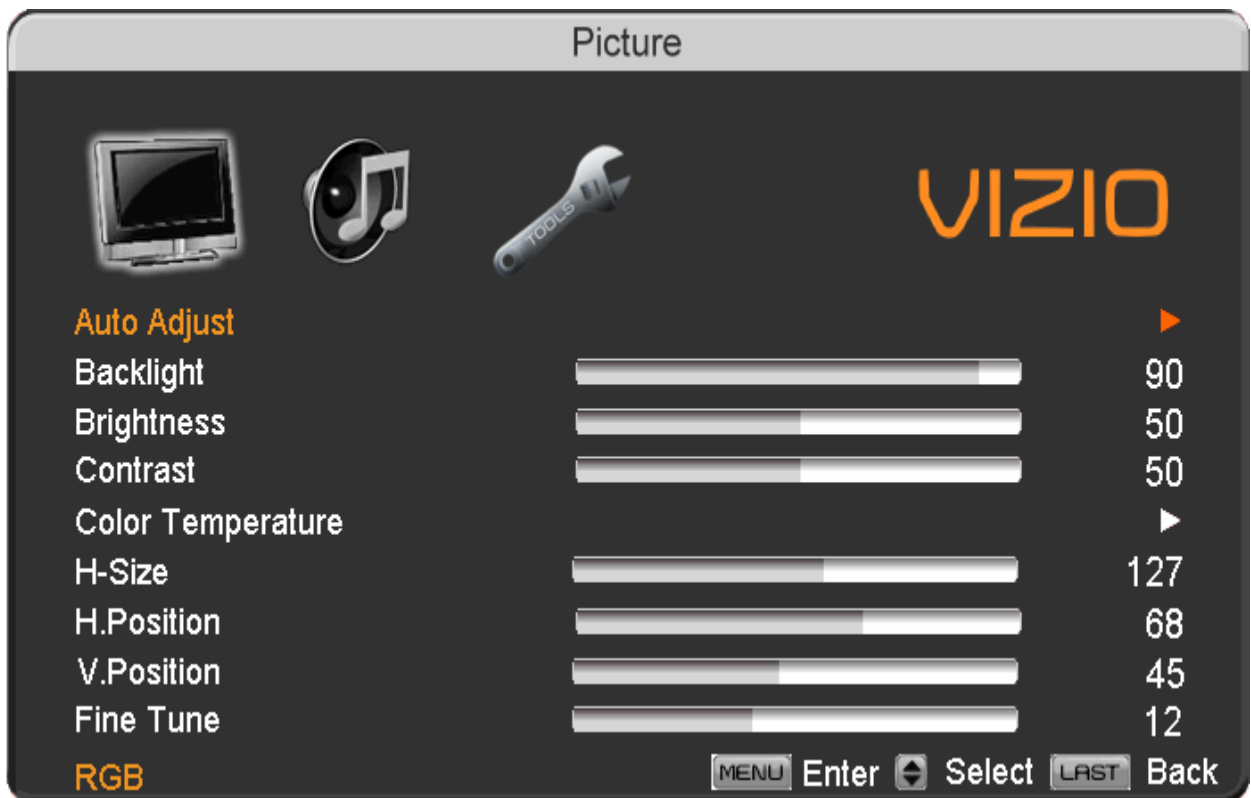 Picture
TOOLS
VIZIO
Auto Adjust
Backlight 90
Brightness 50
Contrast 50
Color Temperature
H-Size 127
H.Position 68
V.Position 45
Fine Tune 12
RGB MENU Enter Select LAST Back